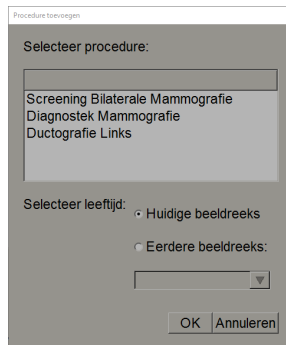 Procedure toevoegen
Selecteer procedure:
Screening Bilaterale Mammografie
Diagnostek Mammografie
Ductografie Links
Selecteer leeftijd:
Huidige beeldreeks
Eerdere beeldreeks:
OK Annuleren